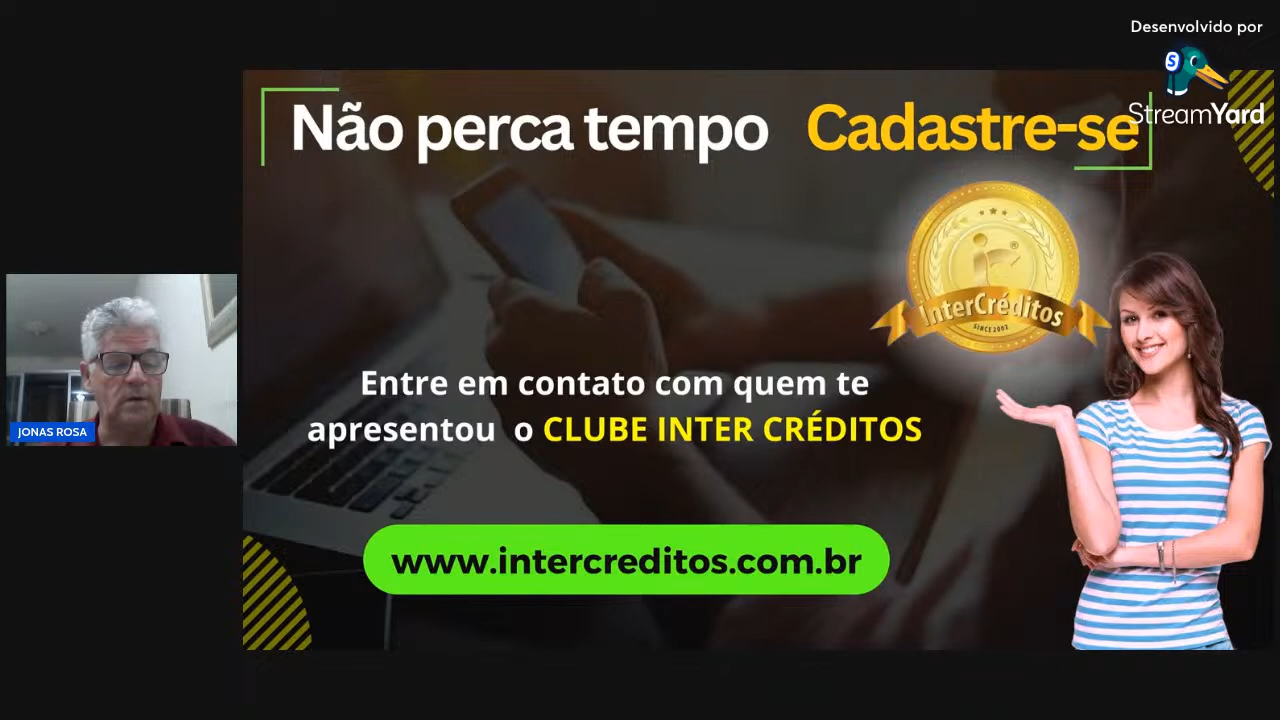 Desenvolvido por
StreamYard
Não perca tempo Cadastre-se
InterCréditos
SINCE 2002
Entre em contato com quem te
apresentou o CLUBE INTER CRÉDITOS
JONAS ROSA
www.intercreditos.com.br